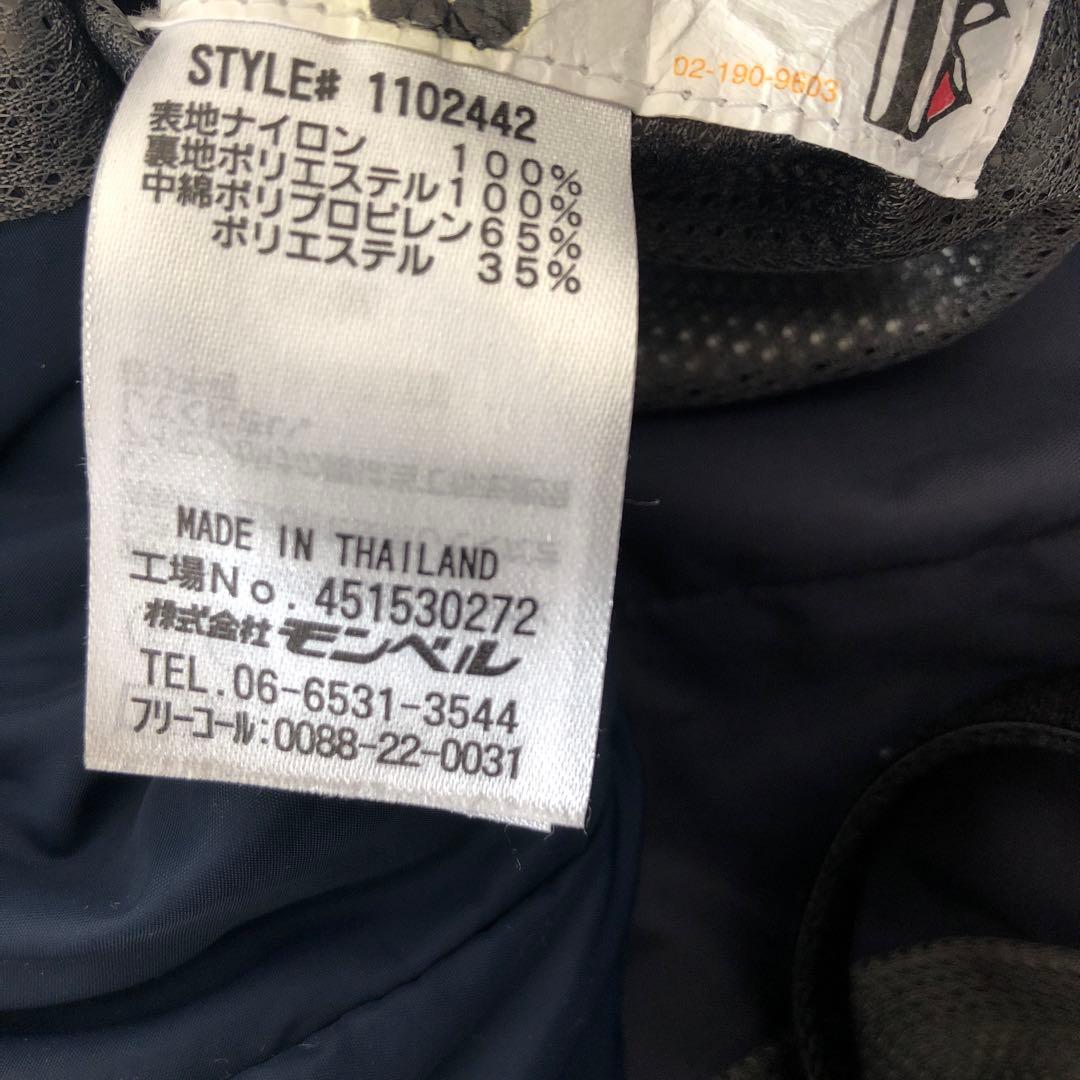 02-190-9603
STYLE# 1102442
表地ナイロン 100%
裏地ポリエステル100%
中綿ポリプロピレン65%
ポリエステル 35%
MADE IN THAILAND
工場No. 451530272
株式会社 モンベル
TEL.06-6531-3544
フリーコール:0088-22-0031